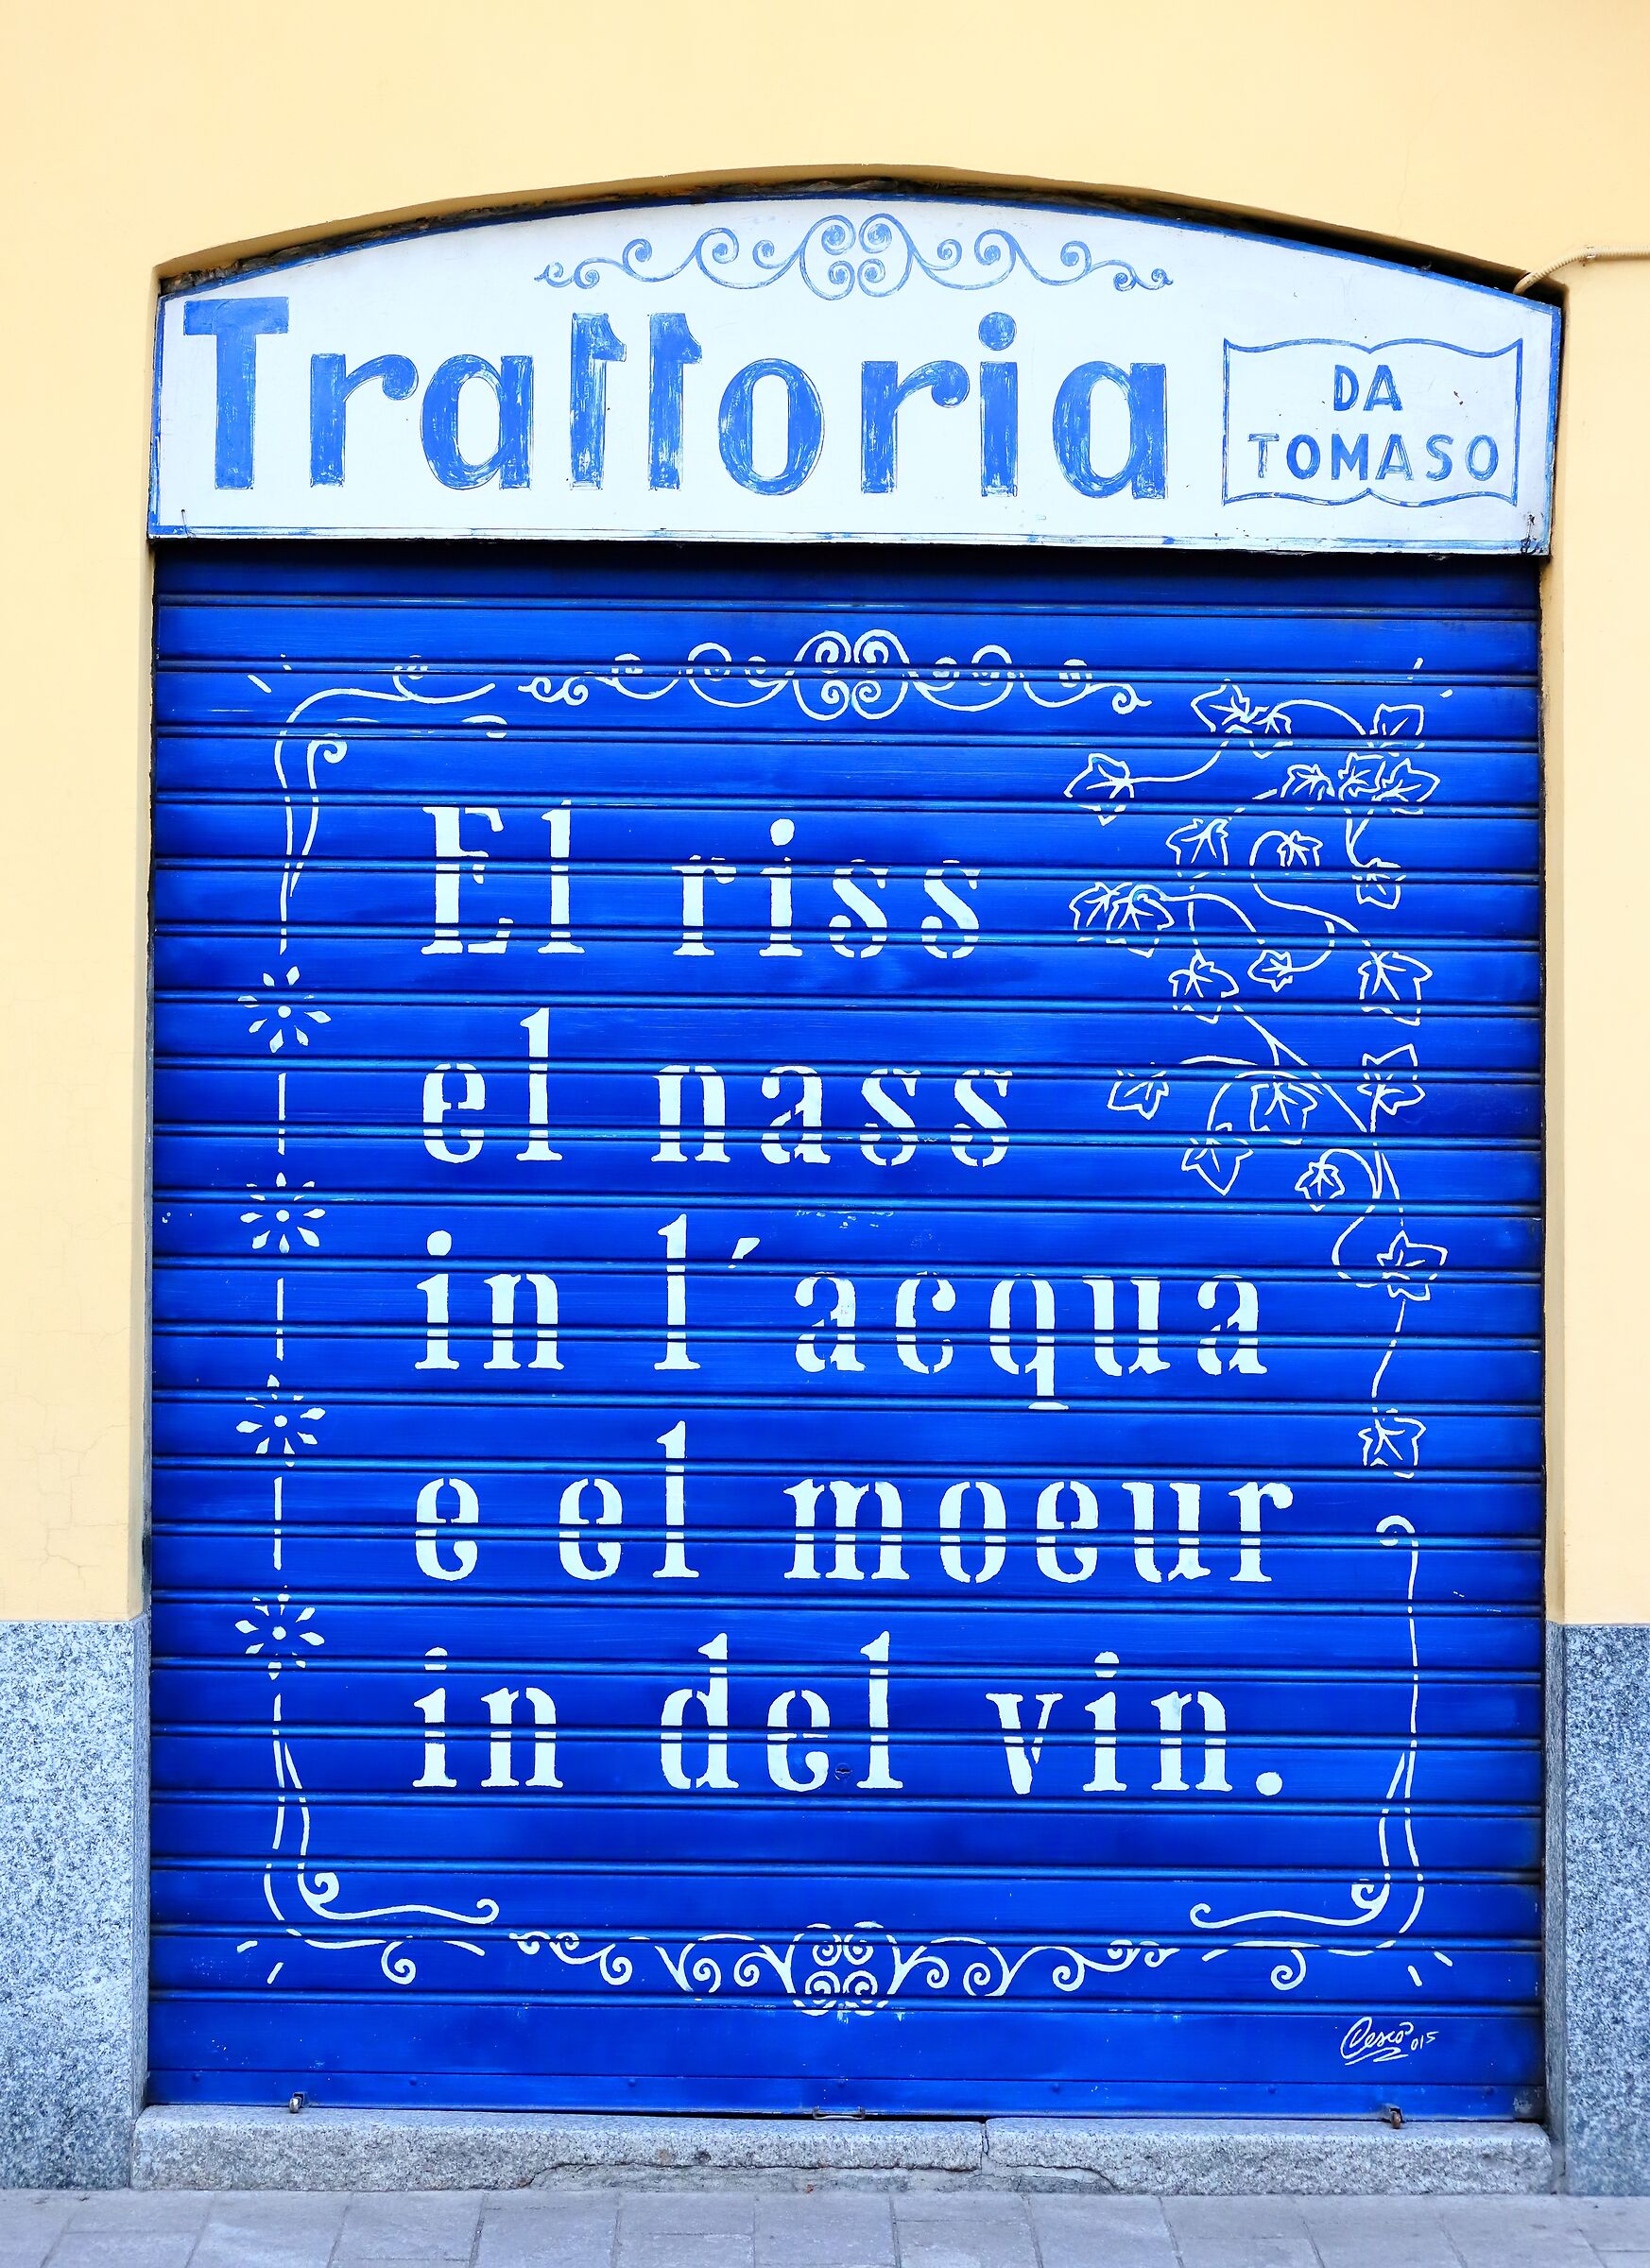 Trattoria
DA
TOMASO
El riss
el nass
in l'acqua
e el moeur
in del vin.